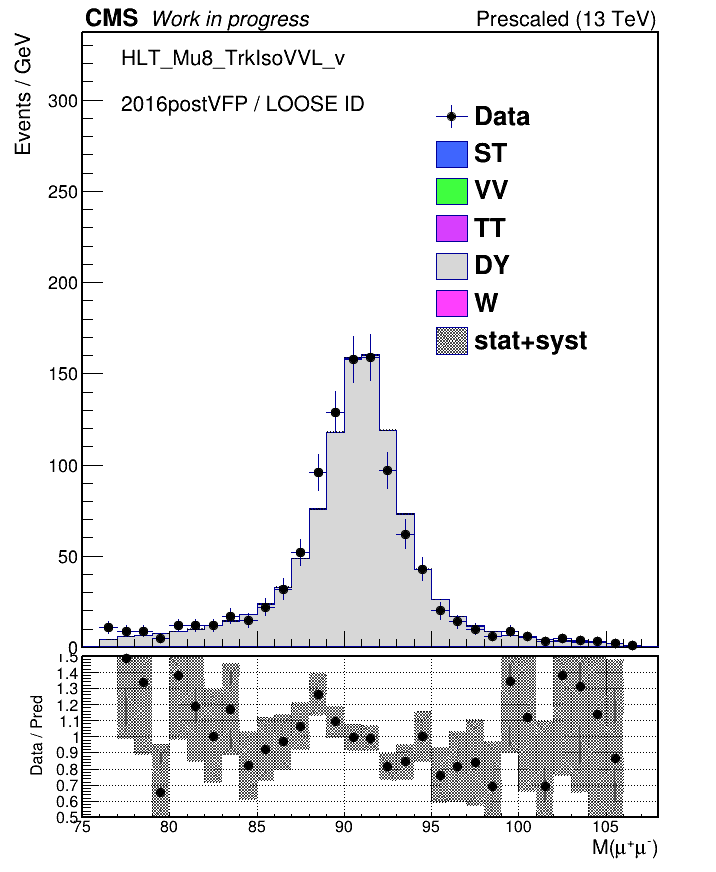 CMS Work in progress Prescaled (13 TeV)
Events / GeV
HLT_Mu8_TrkIsoVVL_v
2016postVFP / LOOSE ID
Data
ST
VV
TT
DY
W
stat+syst
300
250
200
150
100
50
0
Data / Pred
1.5
1.4
1.3
1.2
1.1
1
0.9
0.8
0.7
0.6
0.5
75 80 85 90 95 100 105
M(μ⁺μ⁻)